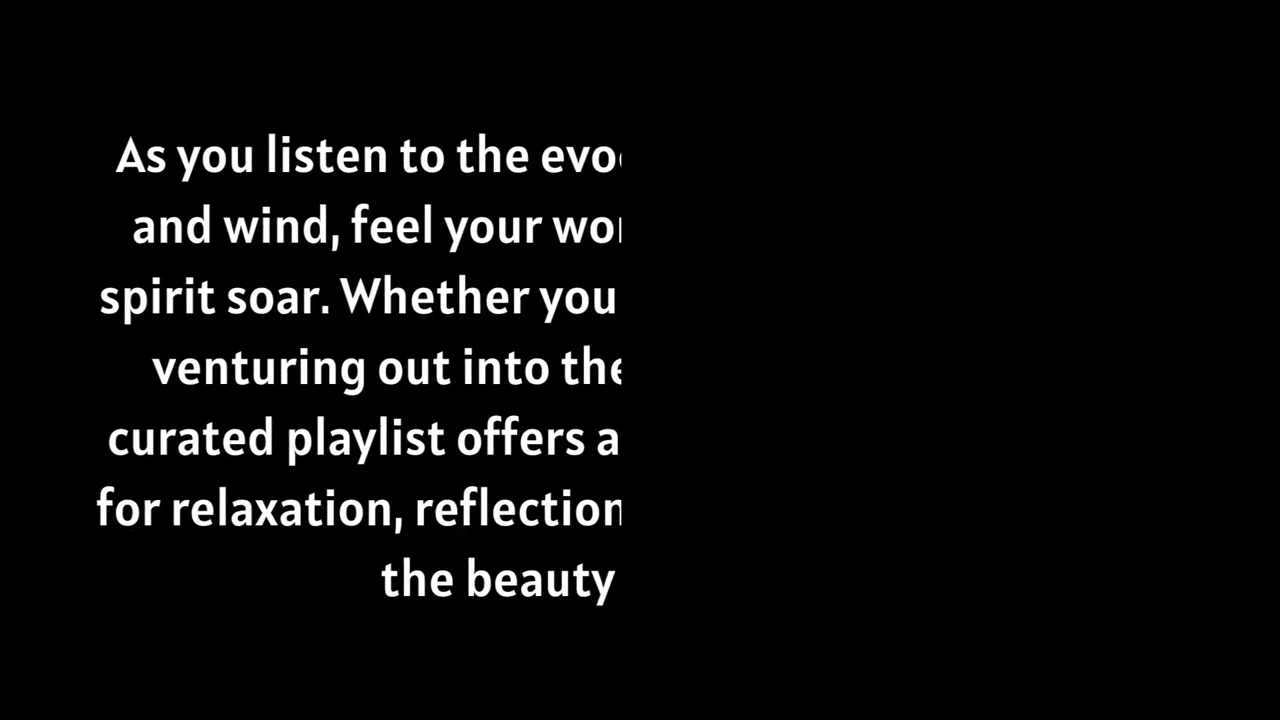 As you listen to the evo
and wind, feel your wo
spirit soar. Whether you
venturing out into the
curated playlist offers a
for relaxation, reflection
the beauty